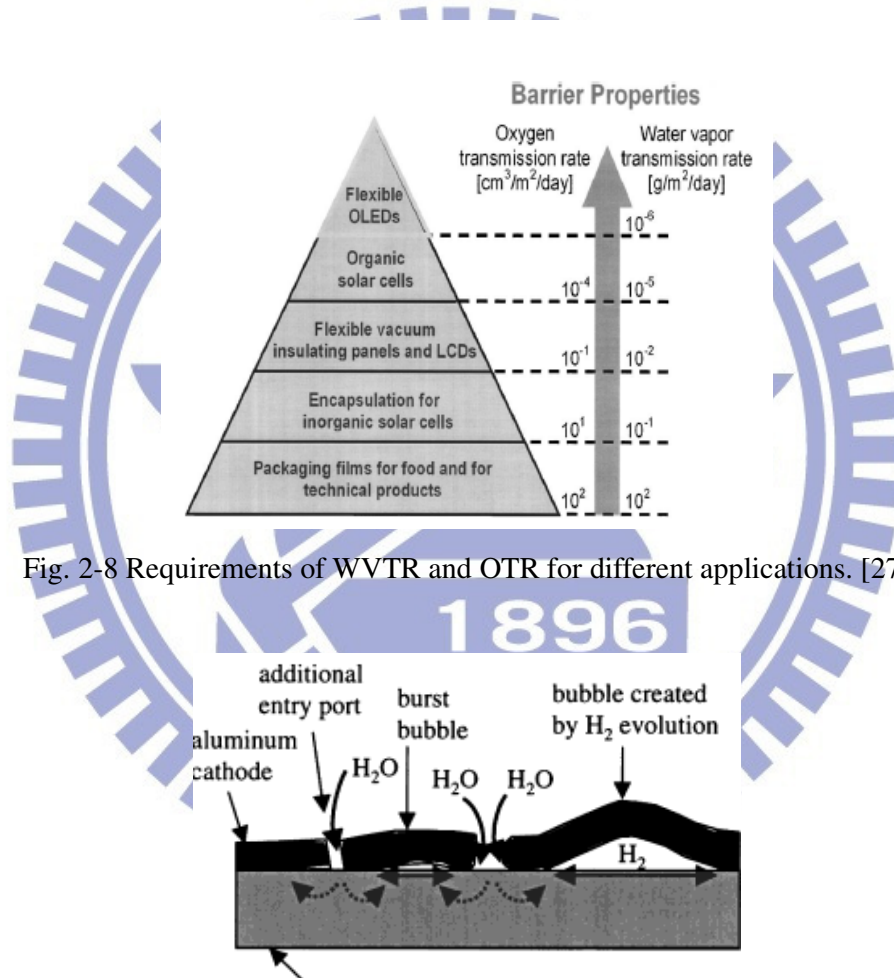 Barrier Properties
Oxygen
transmission rate
[cm³/m²/day]
Water vapor
transmission rate
[g/m²/day]
Flexible
OLEDs
10⁻⁶
Organic
solar cells
10⁻⁴ 10⁻⁵
Flexible vacuum
insulating panels and LCDs
10⁻¹ 10⁻²
Encapsulation for
inorganic solar cells
10¹ 10⁻¹
Packaging films for food and for
technical products
10² 10²
Fig. 2-8 Requirements of WVTR and OTR for different applications. [27
1896
additional
entry port
burst
bubble
bubble created
by H₂ evolution
aluminum
cathode
H₂O
H₂O H₂O
H₂